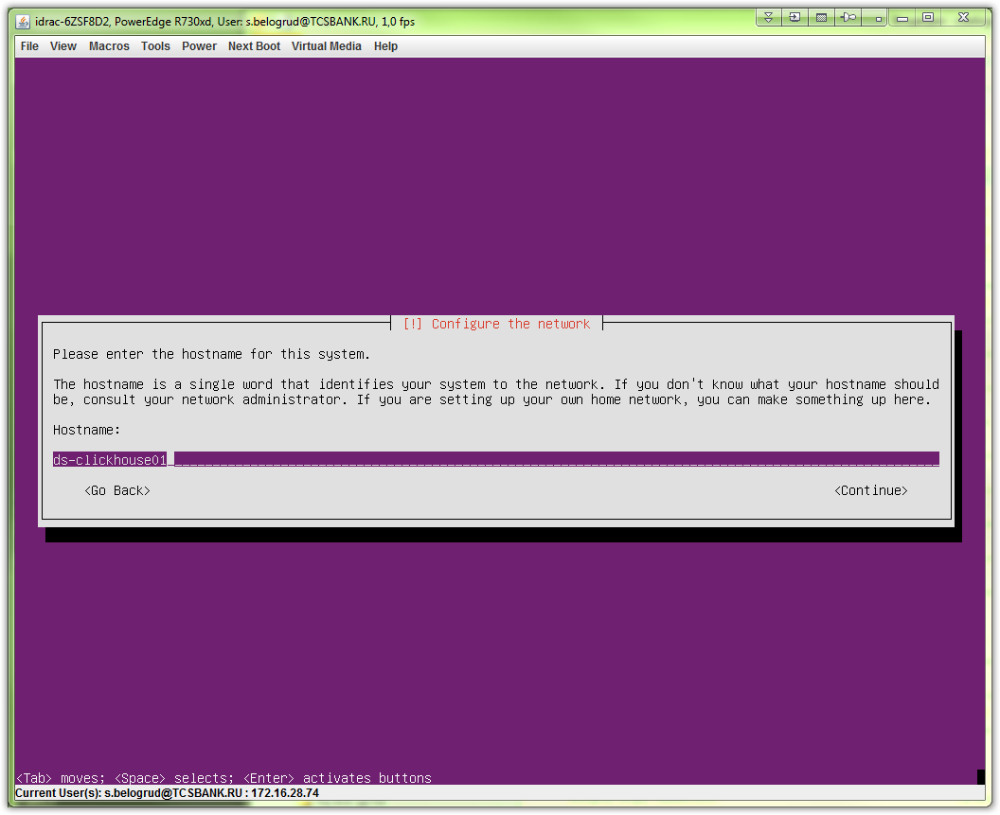 idrac-6ZSF8D2, PowerEdge R730xd, User: s.belogrud@TCSBANK.RU, 1,0 fps
File View Macros Tools Power Next Boot Virtual Media Help
[!] Configure the network
Please enter the hostname for this system.
The hostname is a single word that identifies your system to the network. If you don't know what your hostname should
be, consult your network administrator. If you are setting up your own home network, you can make something up here.
Hostname:
ds-clickhouse01
<Go Back> <Continue>
<Tab> moves; <Space> selects; <Enter> activates buttons
Current User(s): s.belogrud@TCSBANK.RU : 172.16.28.74